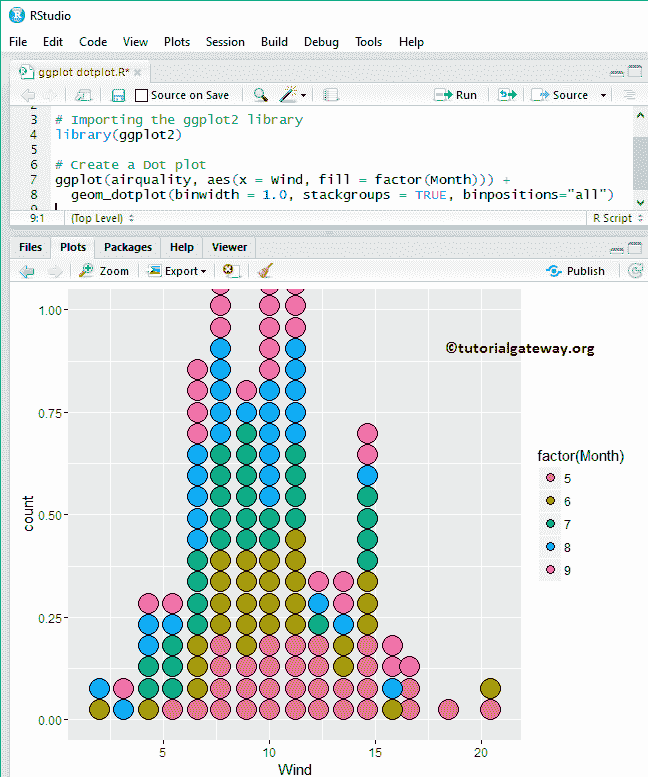 RStudio
File Edit Code View Plots Session Build Debug Tools Help
ggplot dotplot.R*
Source on Save Run Source
3 # Importing the ggplot2 library
4 library(ggplot2)
5
6 # Create a Dot plot
7 ggplot(airquality, aes(x = Wind, fill = factor(Month))) +
8 geom_dotplot(binwidth = 1.0, stackgroups = TRUE, binpositions="all")
9:1 (Top Level) R Script
Files Plots Packages Help Viewer
Zoom Export Publish
©tutorialgateway.org
1.00
0.75
0.50
0.25
0.00
count
5 10 15 20
Wind
factor(Month)
5
6
7
8
9